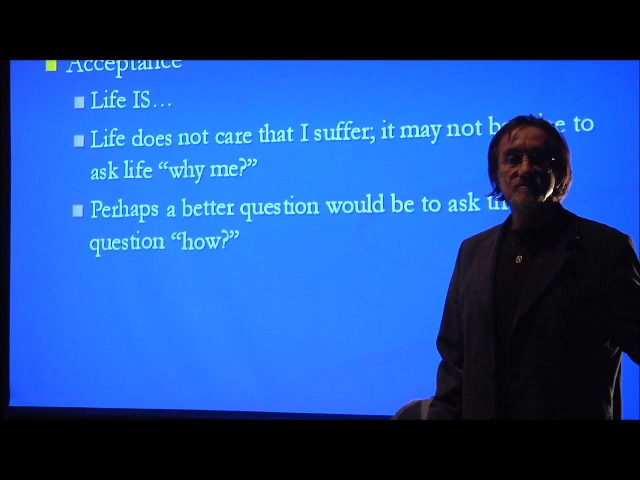 Acceptance
Life IS…
Life does not care that I suffer; it may not to
ask life “why me?”
Perhaps a better question would be to ask
question “how?”